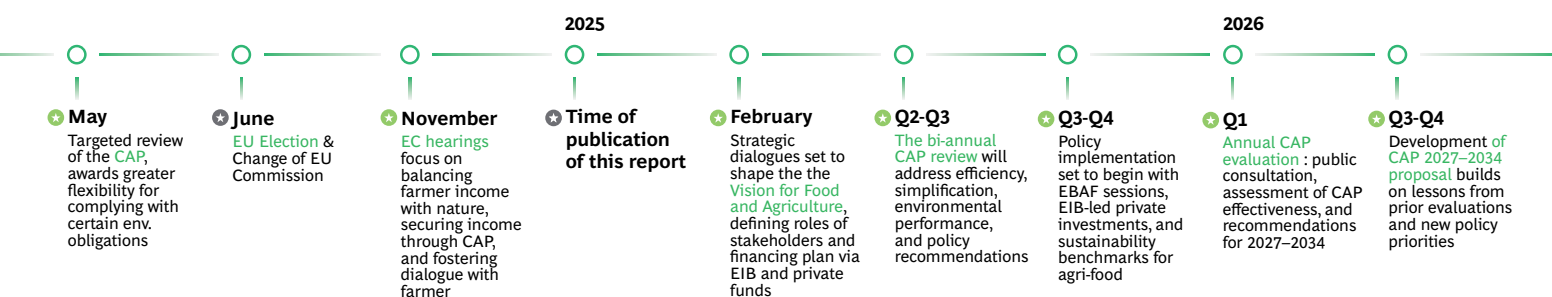 2025
2026
May
Targeted review
of the CAP,
awards greater
flexibility for
complying with
certain env.
obligations
June
EU Election &
Change of EU
Commission
November
EC hearings
focus on
balancing
farmer income
with nature,
securing income
through CAP,
and fostering
dialogue with
farmer
Time of
publication
of this report
February
Strategic
dialogues set to
shape the the
Vision for Food
and Agriculture,
defining roles of
stakeholders and
financing plan via
EIB and private
funds
Q2-Q3
The bi-annual
CAP review will
address efficiency,
simplification,
environmental
performance,
and policy
recommendations
Q3-Q4
Policy
implementation
set to begin with
EBAF sessions,
EIB-led private
investments, and
sustainability
benchmarks for
agri-food
Q1
Annual CAP
evaluation : public
consultation,
assessment of CAP
effectiveness, and
recommendations
for 2027–2034
Q3-Q4
Development of
CAP 2027–2034
proposal builds
on lessons from
prior evaluations
and new policy
priorities